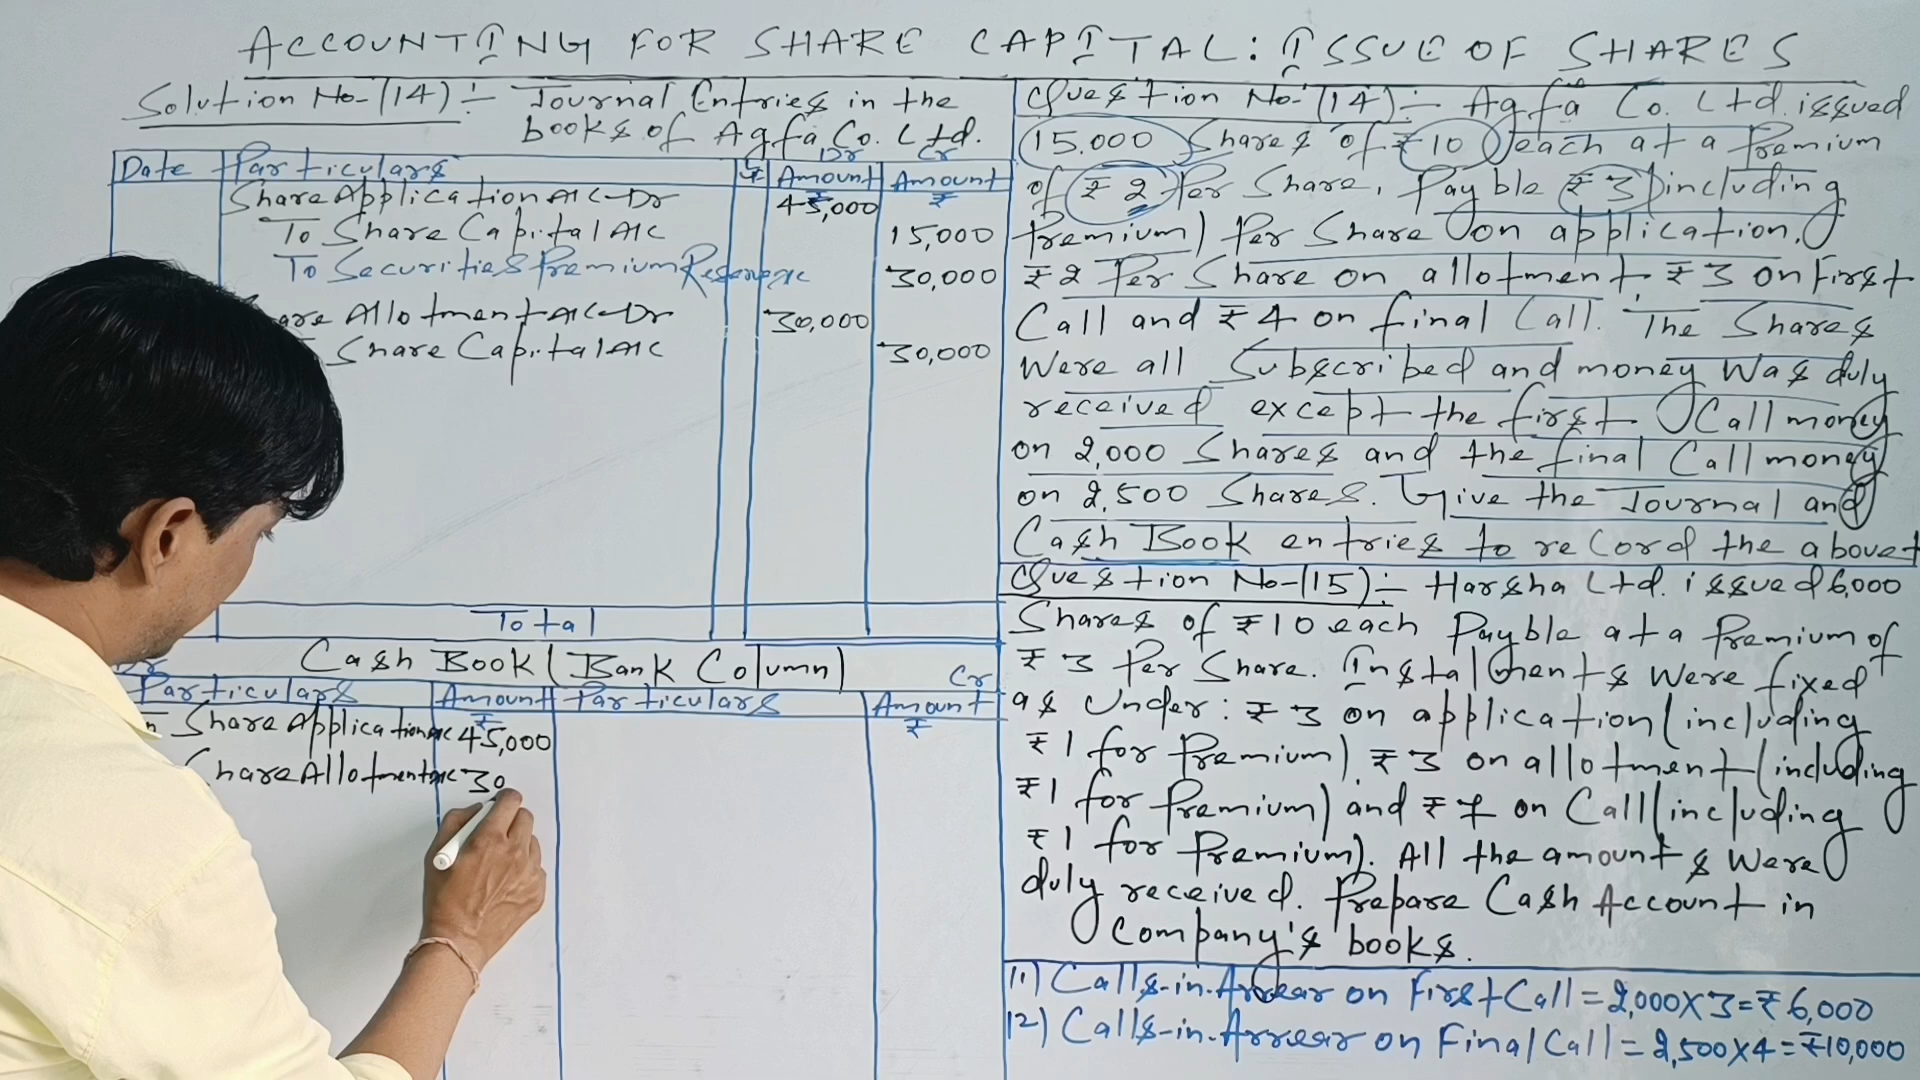 ACCOUNTING FOR SHARE CAPITAL: ISSUE OF SHARES
Solution No-(14):- Journal Entries in the
books of Agfa Co. Ltd.
Date Particulars Dr Amount ₹ Cr Amount ₹
Share Application A/c-Dr 45,000
To Share Capital A/c 15,000
To Securities Premium Reserve A/c 30,000
are Allotment A/c-Dr 30,000
Share Capital A/c 30,000
Total
Cash Book (Bank Column)
Dr Cr
Particulars Amount ₹ Particulars Amount ₹
Share Application A/c 45,000
Share Allotment A/c 30
Question No-(14):- Agfa Co. Ltd. issued
15,000 Shares of ₹10 each at a Premium
of ₹2 Per Share, Payble ₹3 (including
Premium) Per Share on application,
₹2 Per Share on allotment, ₹3 on First
Call and ₹4 on final Call. The Shares
Were all Subscribed and money Was duly
received except the first Call money
on 2,000 Shares and the final Call money
on 2,500 Shares. Give the Journal and
Cash Book entries to record the above
Question No-(15):- Harsha Ltd. issued 6,000
Shares of ₹10 each Payble at a Premium of
₹3 Per Share. Instalments Were fixed
as Under: ₹3 on application (including
₹1 for Premium), ₹3 on allotment (including
₹1 for Premium) and ₹7 on Call (including
₹1 for Premium). All the amounts Were
duly received. Prepare Cash Account in
Company's books.
11) Calls-in-Arrear on First Call = 2,000X3=₹6,000
12) Calls-in-Arrear on Final Call = 2,500X4=₹10,000